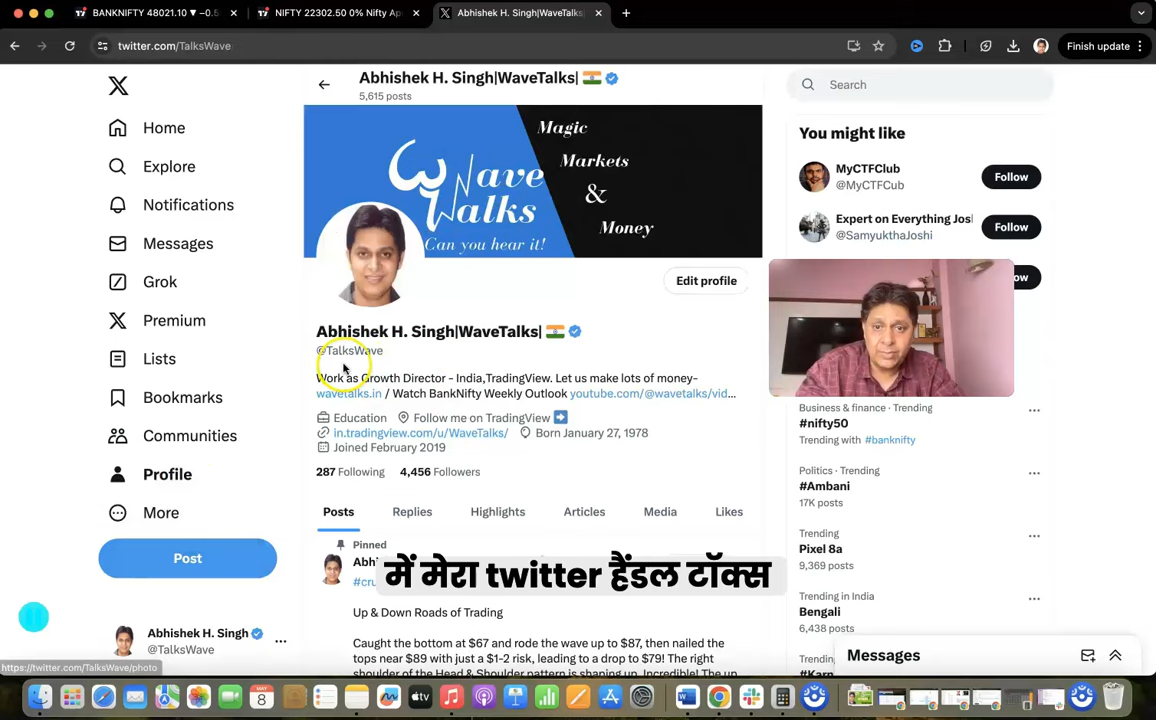 BANKNIFTY 48021.10 ▼ −0.5
NIFTY 22302.50 0% Nifty Ap
Abhishek H. Singh|WaveTalks|
twitter.com/TalksWave
Finish update
Abhishek H. Singh|WaveTalks| 🇮🇳
5,615 posts
Home
Explore
Notifications
Messages
Grok
Premium
Lists
Bookmarks
Communities
Profile
More
Post
Abhishek H. Singh
@TalksWave
https://twitter.com/TalksWave/photo
Wave
Talks
Can you hear it!
Magic
Markets
&
Money
Edit profile
Abhishek H. Singh|WaveTalks| 🇮🇳
@TalksWave
Work as Growth Director - India,TradingView. Let us make lots of money-
wavetalks.in / Watch BankNifty Weekly Outlook youtube.com/@wavetalks/vid…
Education Follow me on TradingView ➡️
in.tradingview.com/u/WaveTalks/ Born January 27, 1978
Joined February 2019
287 Following 4,456 Followers
Posts Replies Highlights Articles Media Likes
Pinned
Abh
#cru
में मेरा twitter हैंडल टॉक्स
Up & Down Roads of Trading
Caught the bottom at $67 and rode the wave up to $87, then nailed the
tops near $89 with just a $1-2 risk, leading to a drop to $79! The right
shoulder of the Head & Shoulder pattern is shaping up. Incredible! The up
Search
You might like
MyCTFClub
@MyCTFCub
Follow
Expert on Everything Josl
@SamyukthaJoshi
Follow
ow
Business & finance · Trending
#nifty50
Trending with #banknifty
Politics · Trending
#Ambani
17K posts
Trending
Pixel 8a
9,369 posts
Trending in India
Bengali
6,438 posts
Trending
#Karn
Messages
MAY
8